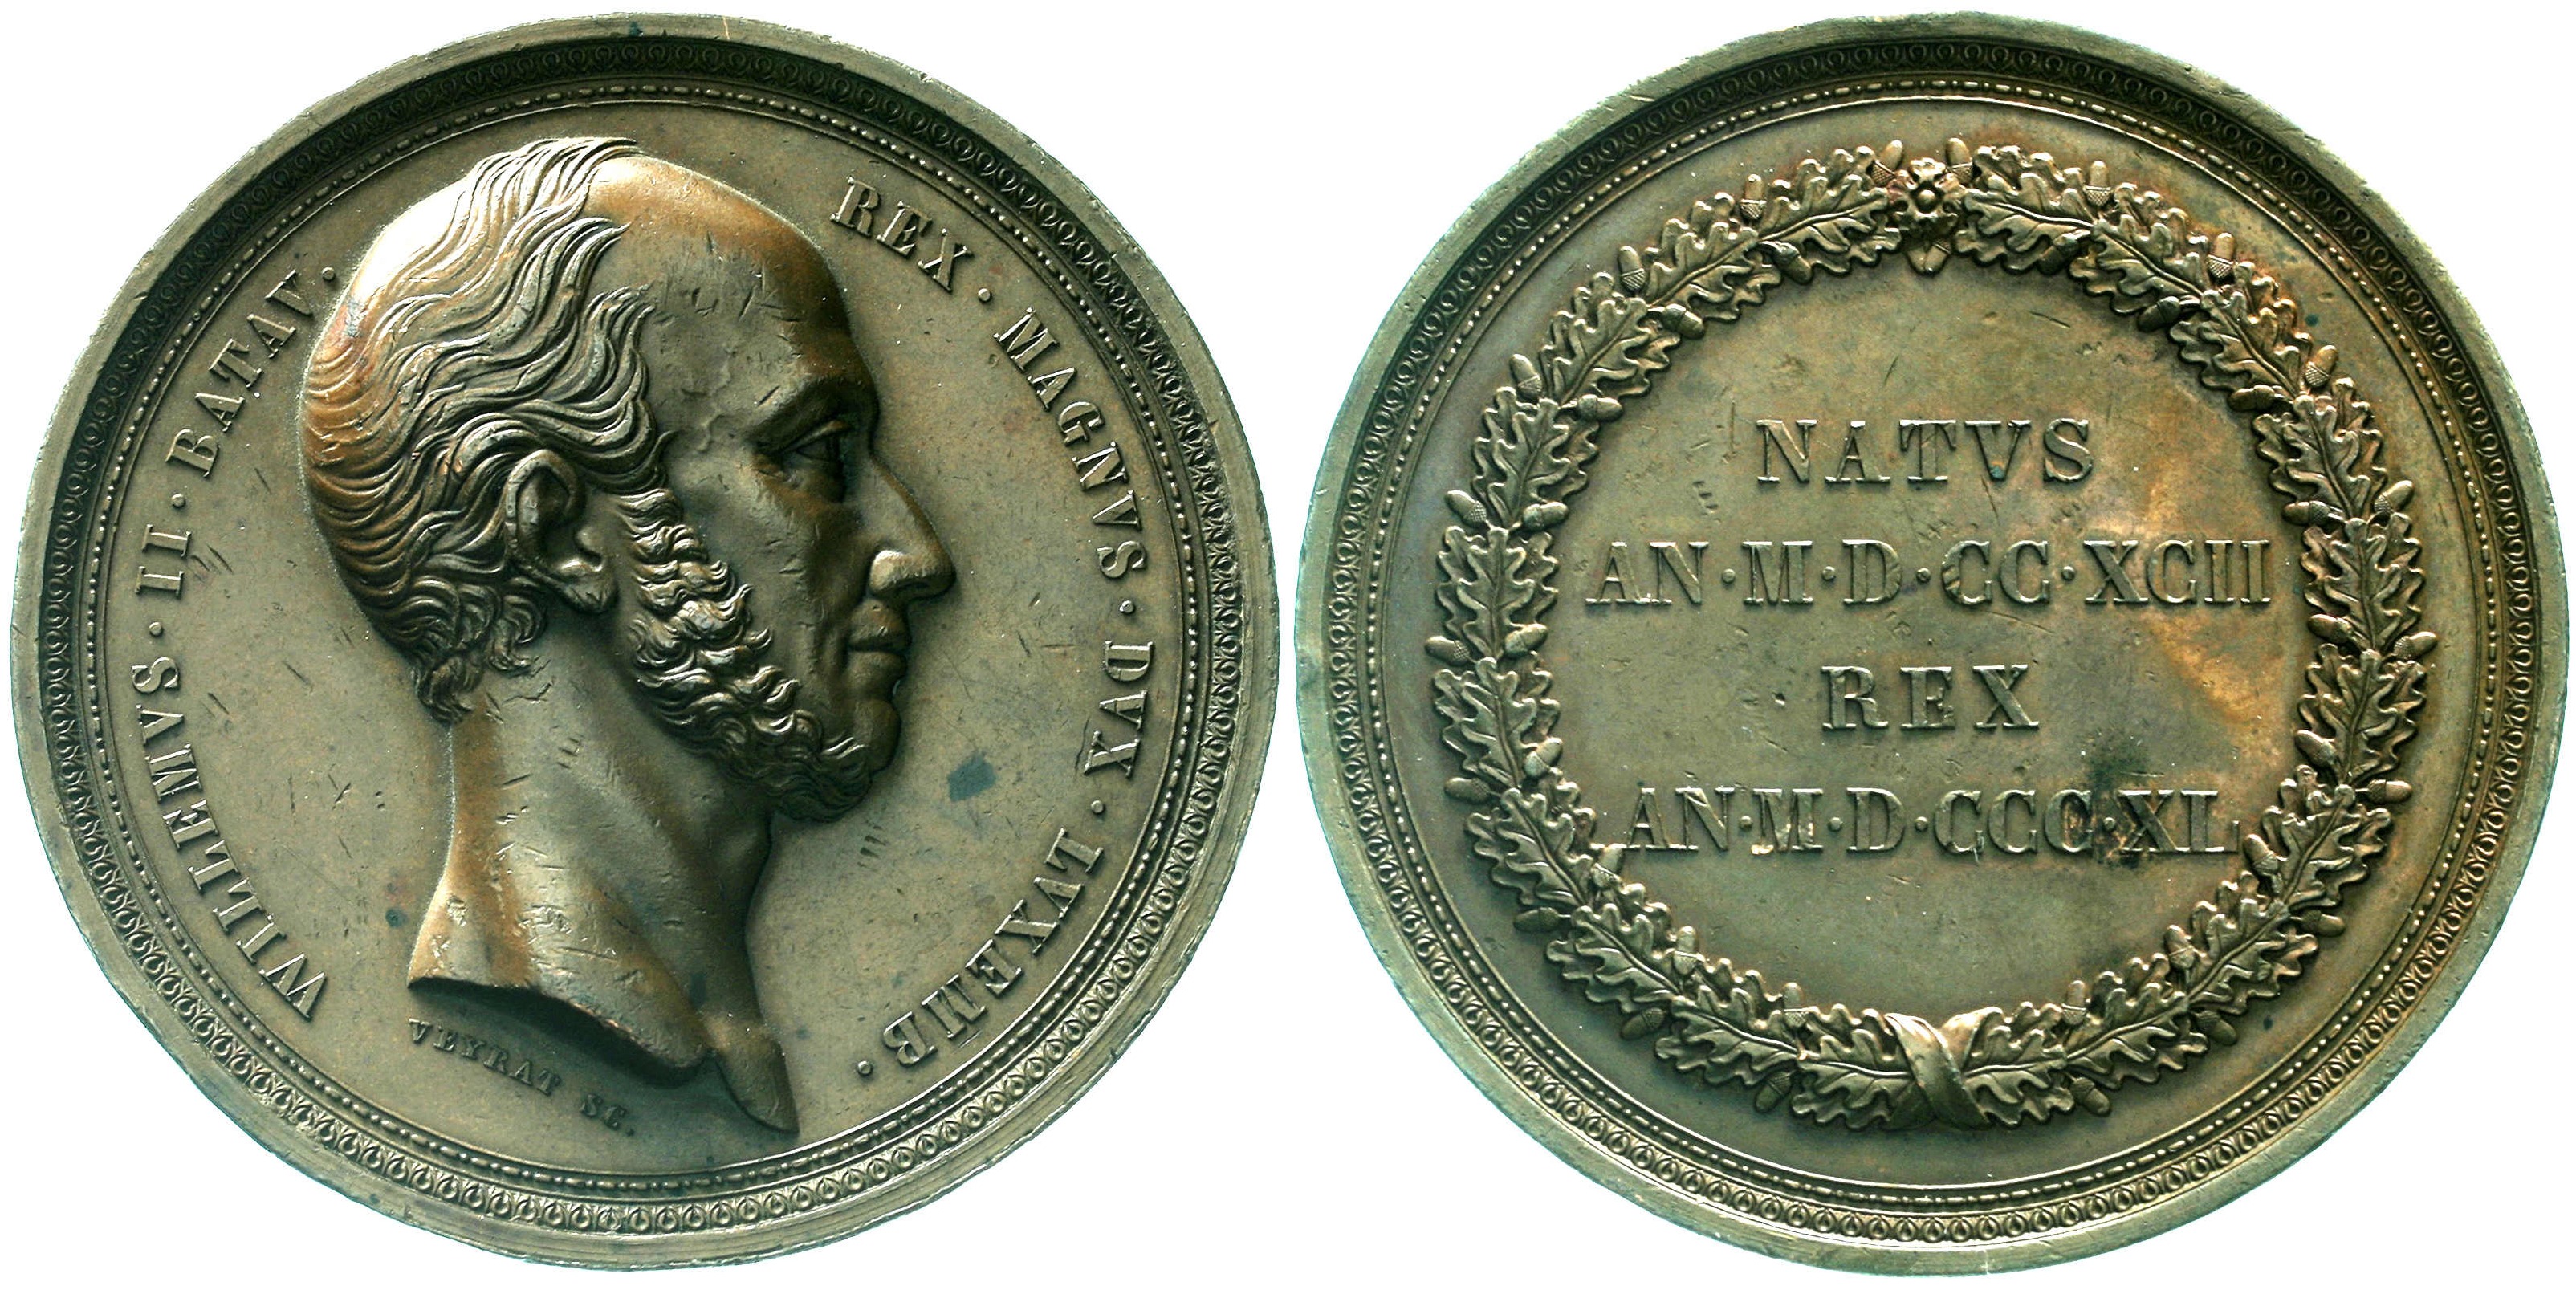 WILLEMVS · II · BATAV · REX · MAGNVS · DVX · LVXEMB ·
VEYRAT SC.
NATVS
AN · M · D · CC · XCII
REX
AN · M · D · CCC · XL